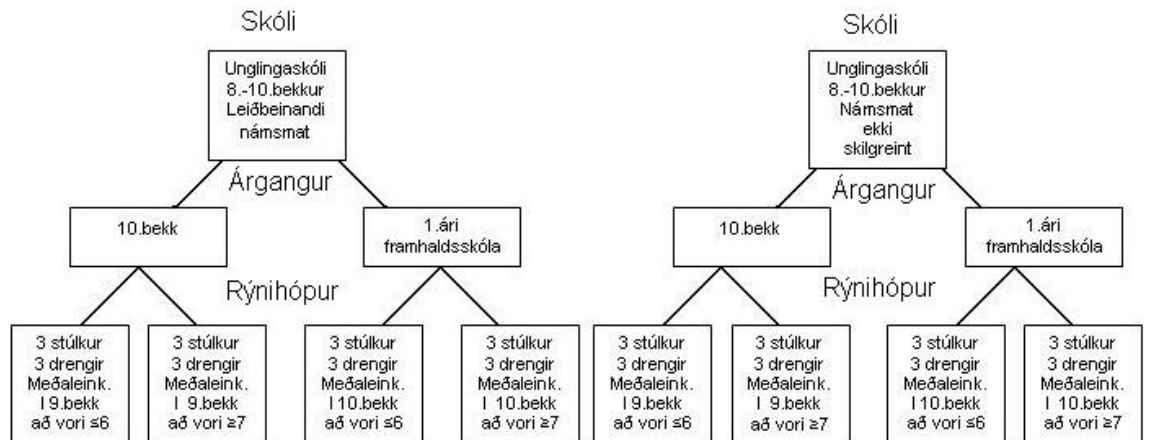 Skóli
Unglingaskóli
8.-10.bekkur
Leiðbeinandi
námsmat
Árgangur
10.bekk
1.ári
framhaldsskóla
Rýnihópur
3 stúlkur
3 drengir
Meðaleink.
I 9.bekk
að vori ≤6
3 stúlkur
3 drengir
Meðaleink.
I 9.bekk
að vori ≥7
3 stúlkur
3 drengir
Meðaleink.
I 10.bekk
að vori ≤6
3 stúlkur
3 drengir
Meðaleink.
I 10.bekk
að vori ≥7
Skóli
Unglingaskóli
8.-10.bekkur
Námsmat
ekki
skilgreint
Árgangur
10.bekk
1.ári
framhaldsskóla
Rýnihópur
3 stúlkur
3 drengir
Meðaleink.
I 9.bekk
að vori ≤6
3 stúlkur
3 drengir
Meðaleink.
I 9.bekk
að vori ≥7
3 stúlkur
3 drengir
Meðaleink.
I 10.bekk
að vori ≤6
3 stúlkur
3 drengir
Meðaleink.
I 10.bekk
að vori ≥7